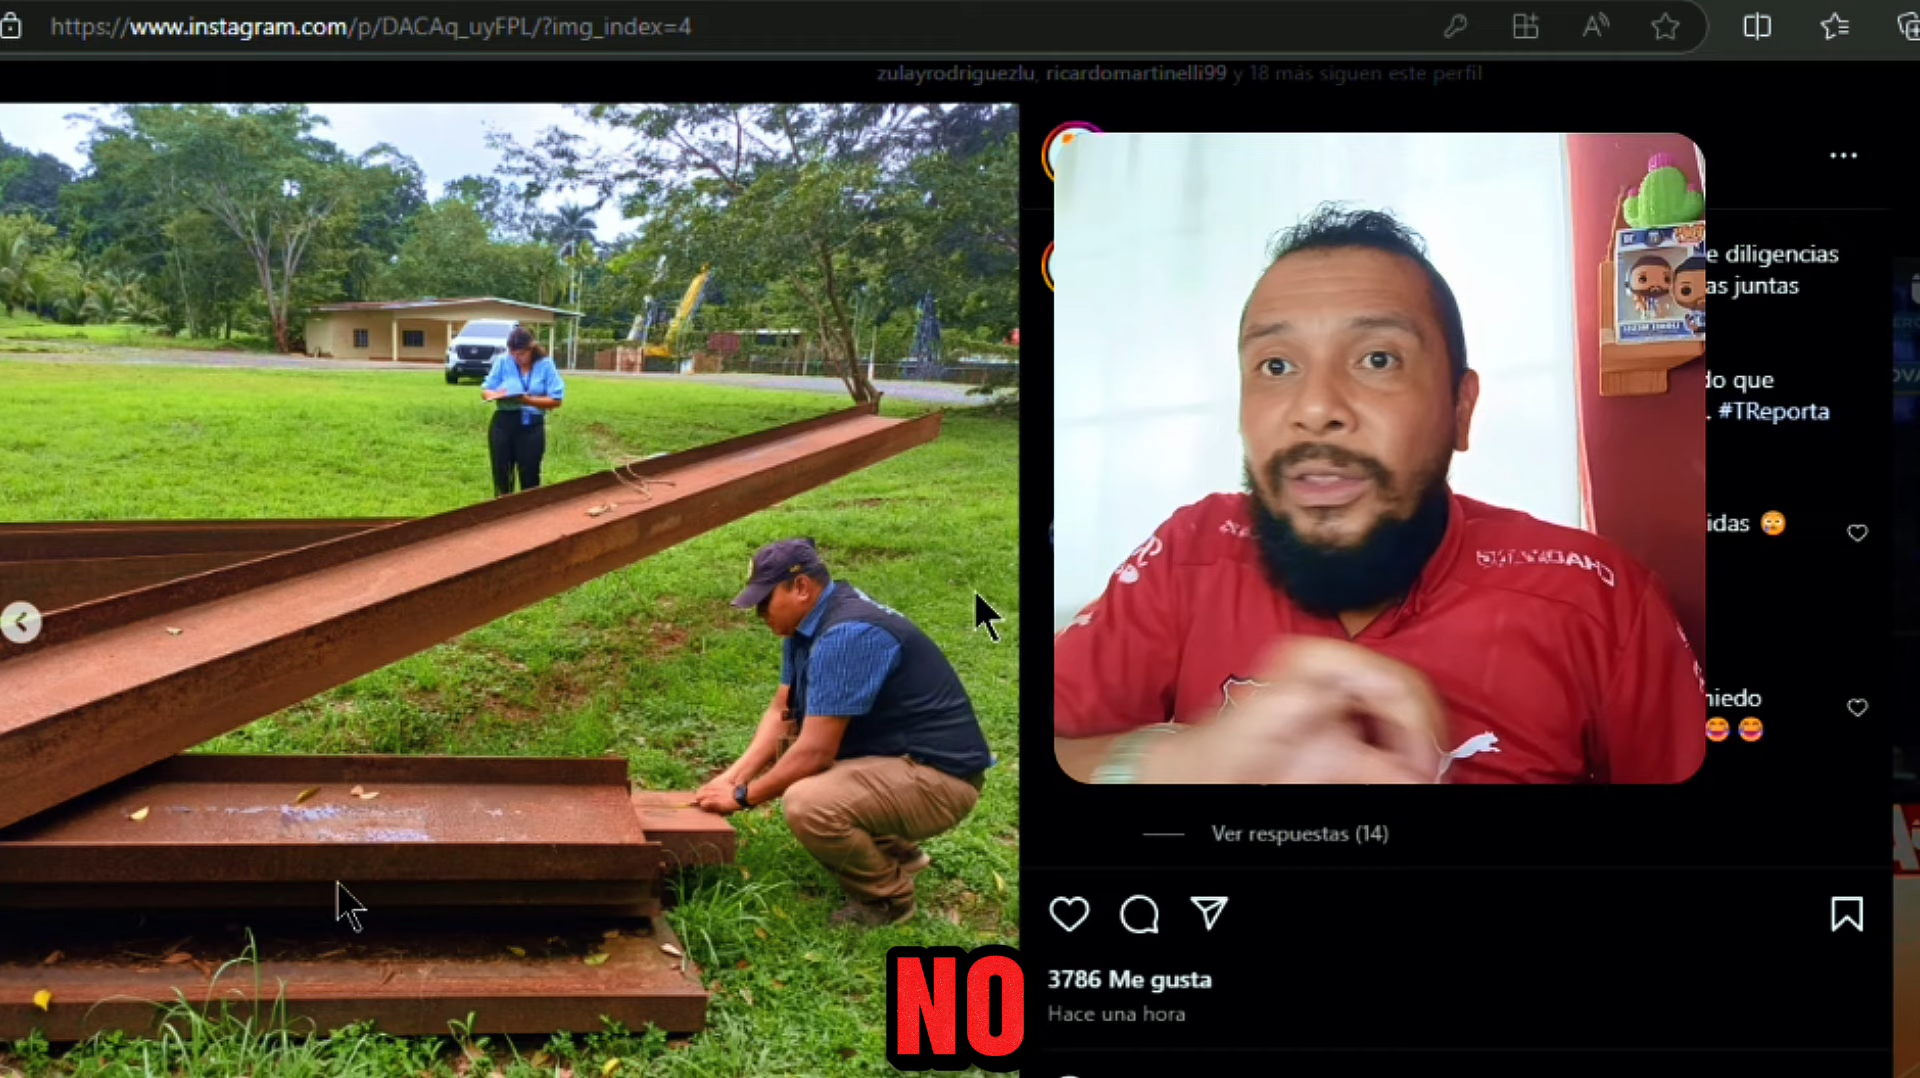 https://www.instagram.com/p/DACAq_uyFPL/?img_index=4
zulayrodriguezlu, ricardomartinelli99 y 18 más siguen este perfil
e diligencias
as juntas
do que
. #TReporta
idas 🥹
niedo
😄 😄
Ver respuestas (14)
3786 Me gusta
Hace una hora
NO